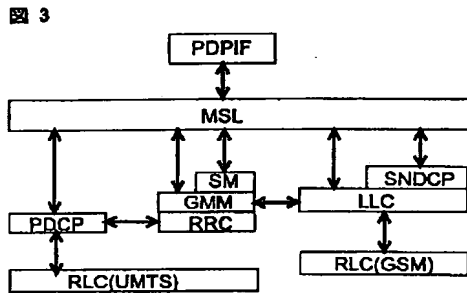 図 3
PDPIF
MSL
SM
SNDCP
GMM
LLC
PDCP
RRC
RLC(GSM)
RLC(UMTS)